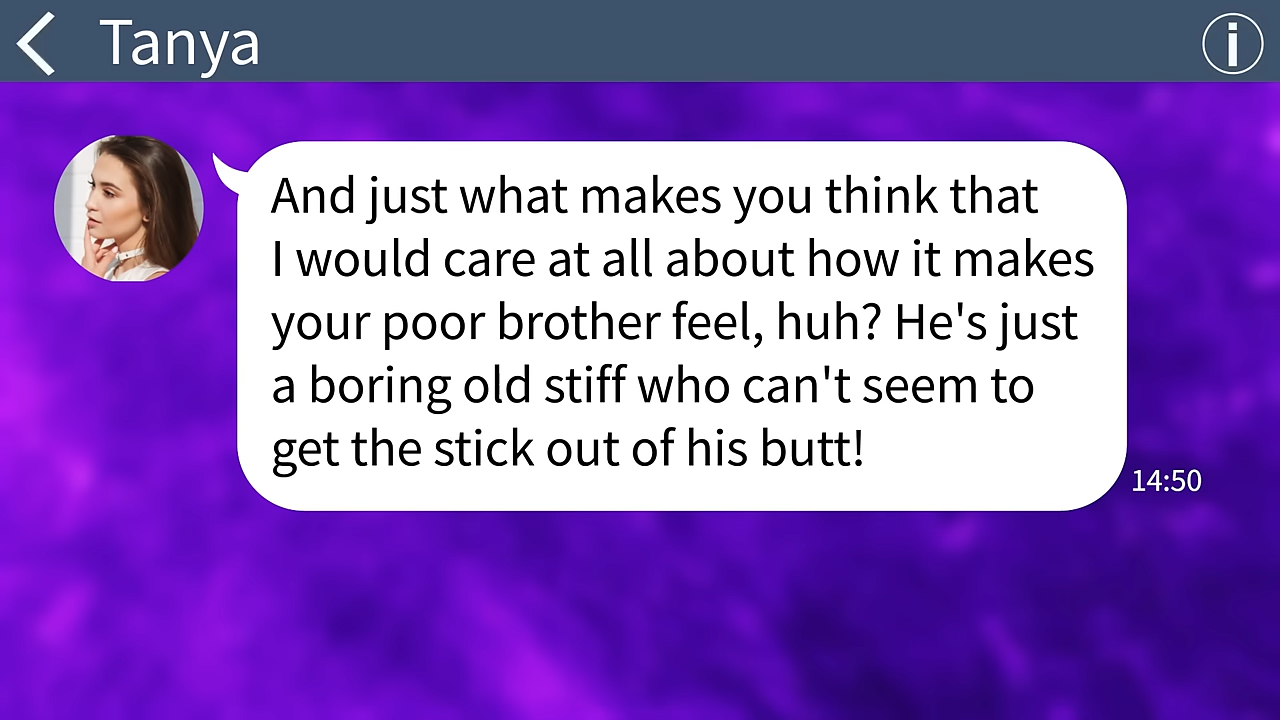 Tanya
And just what makes you think that
I would care at all about how it makes
your poor brother feel, huh? He's just
a boring old stiff who can't seem to
get the stick out of his butt!
14:50